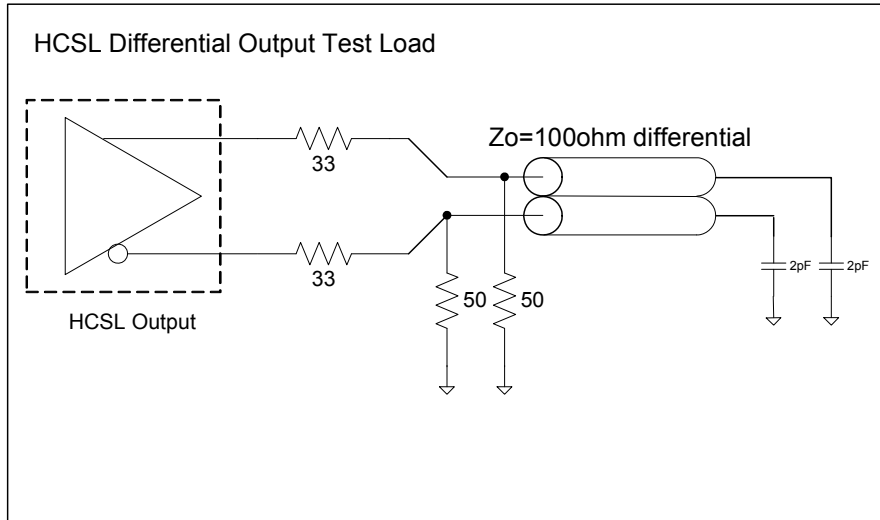 HCSL Differential Output Test Load
Zo=100ohm differential
33
33
50
50
2pF
2pF
HCSL Output